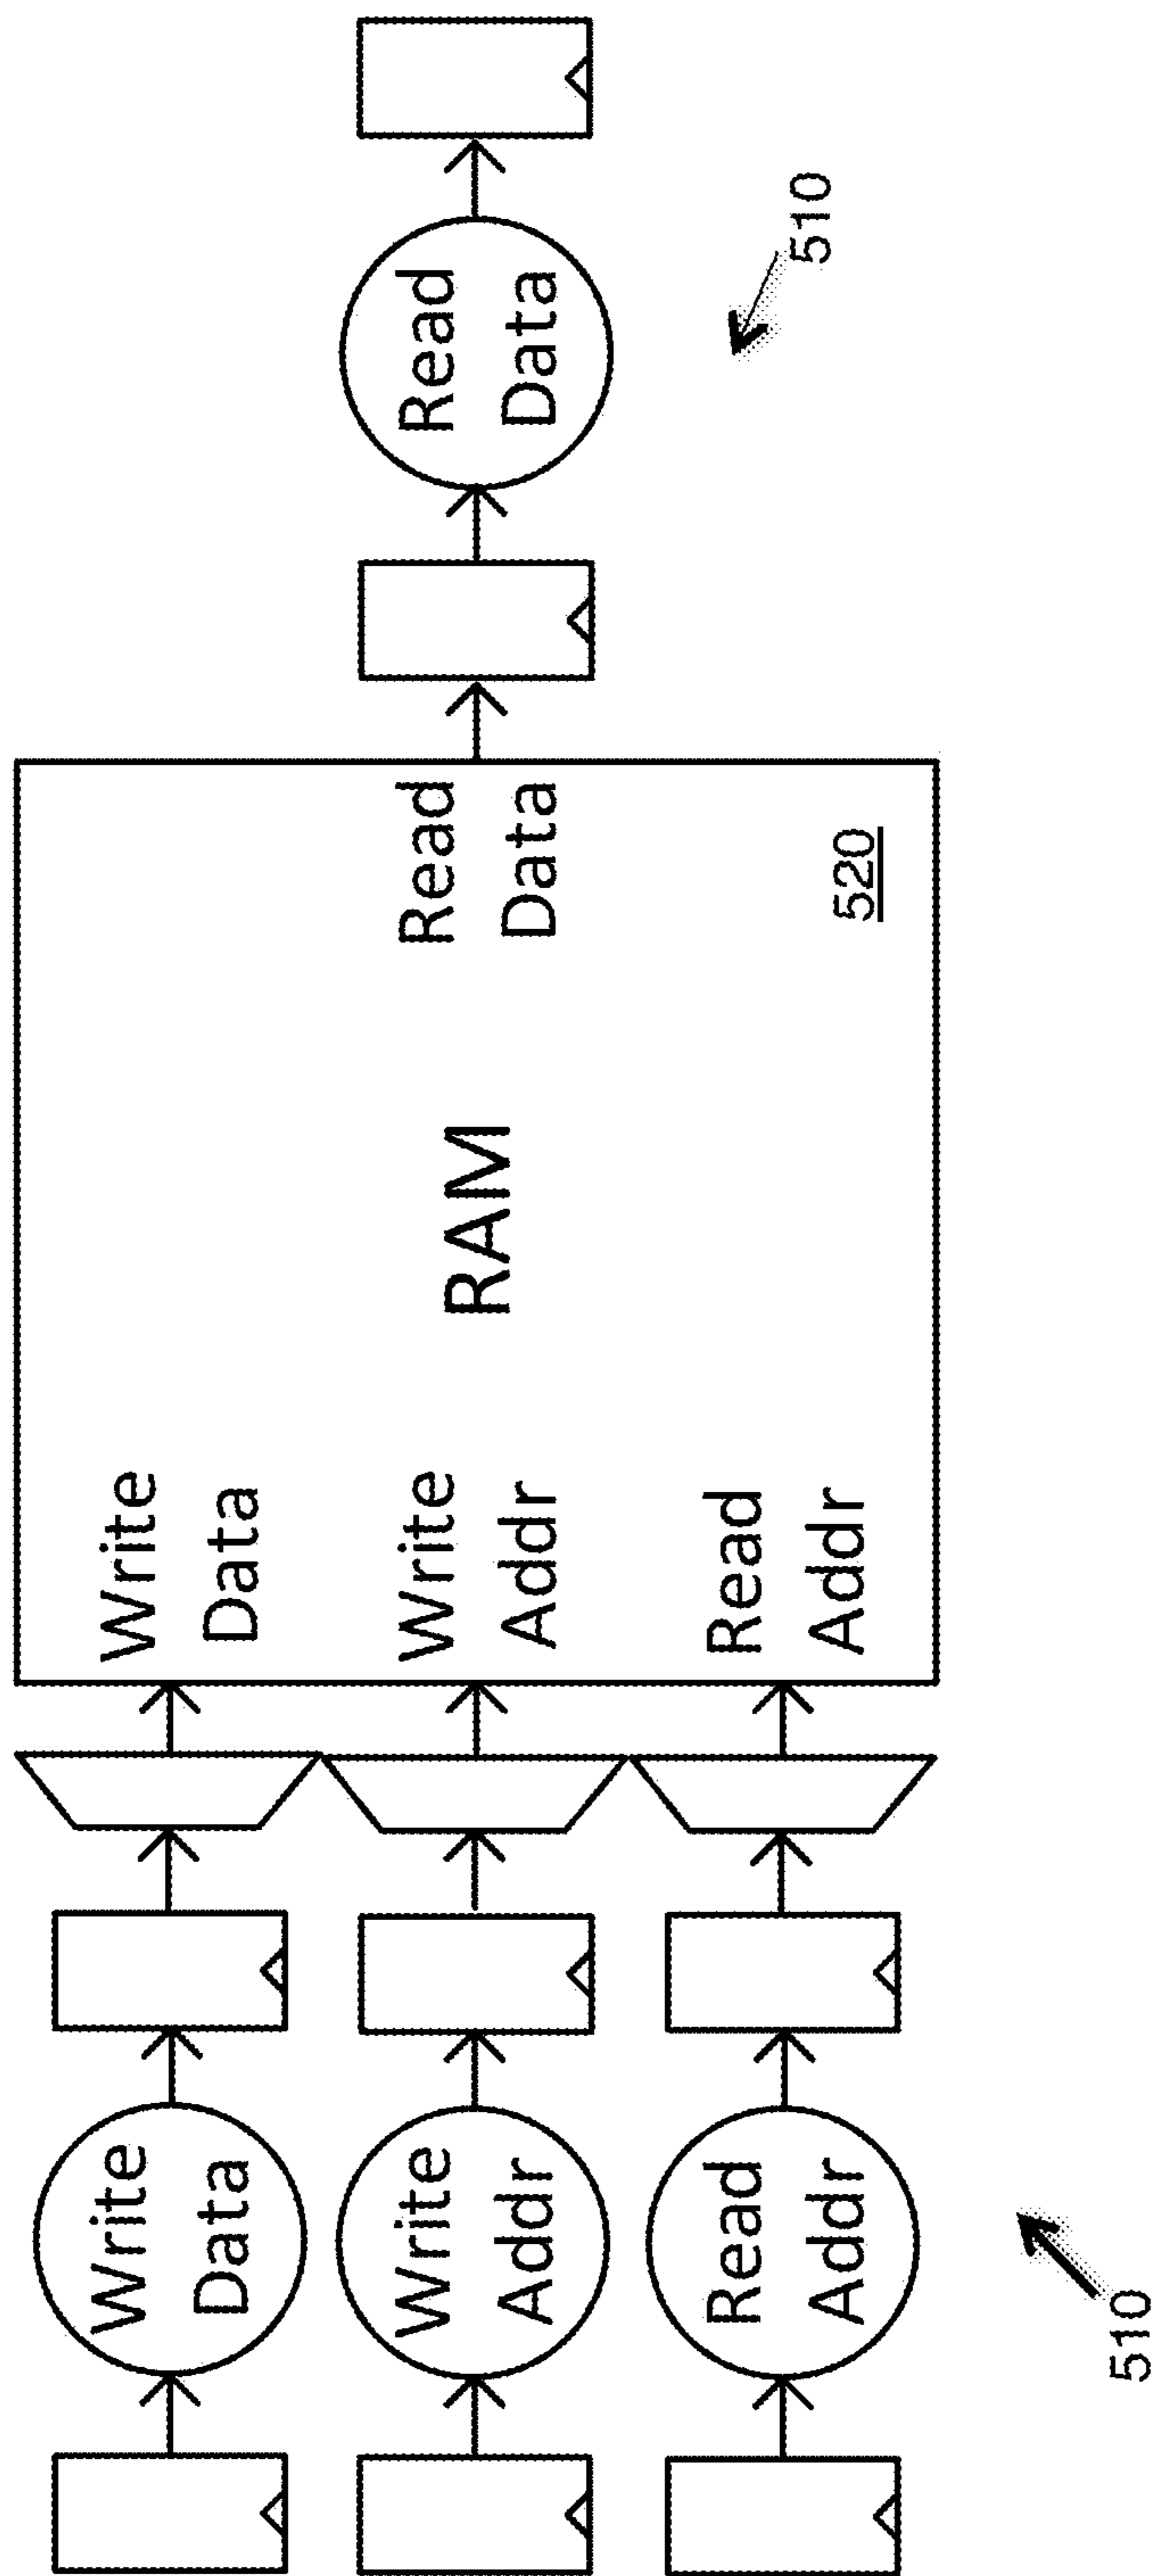 Write
Data
Write
Addr
Read
Addr
510
Write
Data
Write
Addr
Read
Addr
RAM
Read
Data
520
Read
Data
510